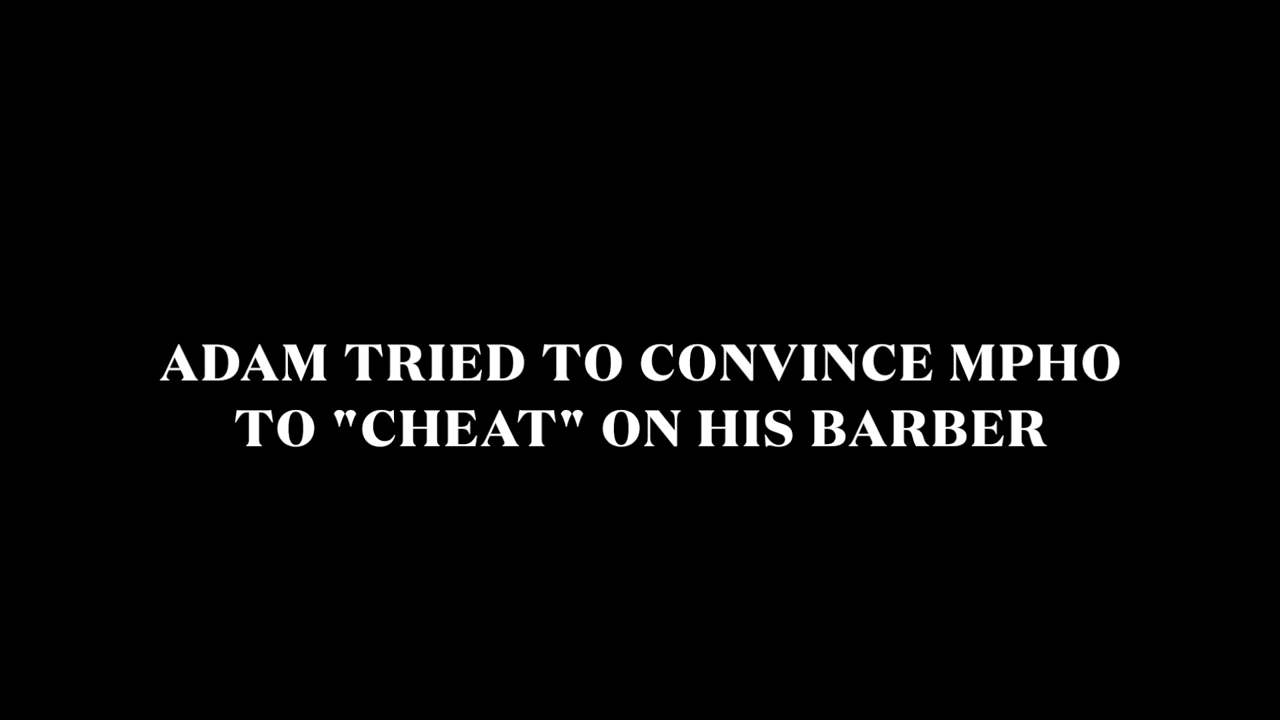 ADAM TRIED TO CONVINCE MPHO
TO "CHEAT" ON HIS BARBER